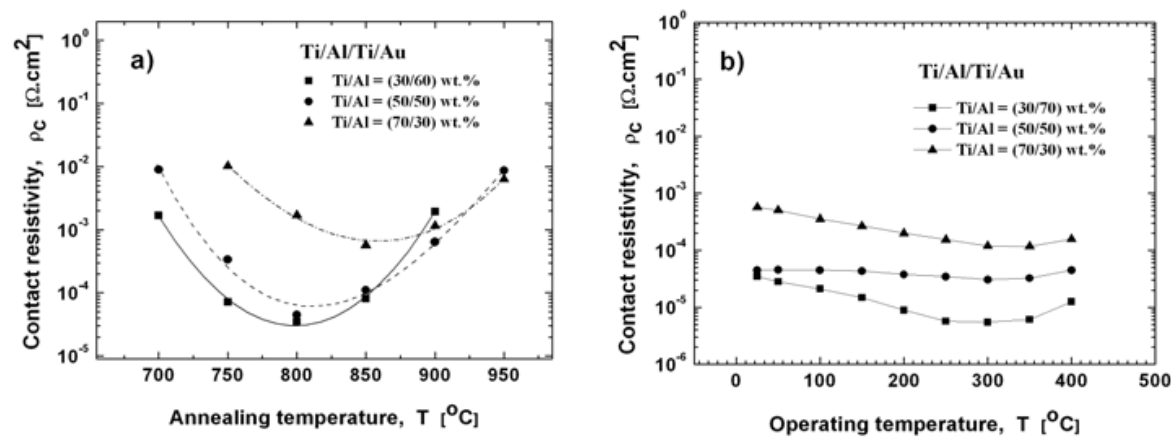 a)
Ti/Al/Ti/Au
Ti/Al = (30/60) wt.%
Ti/Al = (50/50) wt.%
Ti/Al = (70/30) wt.%
Contact resistivity, ρC [Ω.cm2]
10^0
10^-1
10^-2
10^-3
10^-4
10^-5
700 750 800 850 900 950
Annealing temperature, T [°C]
b)
Ti/Al/Ti/Au
Ti/Al = (30/70) wt.%
Ti/Al = (50/50) wt.%
Ti/Al = (70/30) wt.%
Contact resistivity, ρC [Ω.cm2]
10^0
10^-1
10^-2
10^-3
10^-4
10^-5
10^-6
0 100 200 300 400 500
Operating temperature, T [°C]